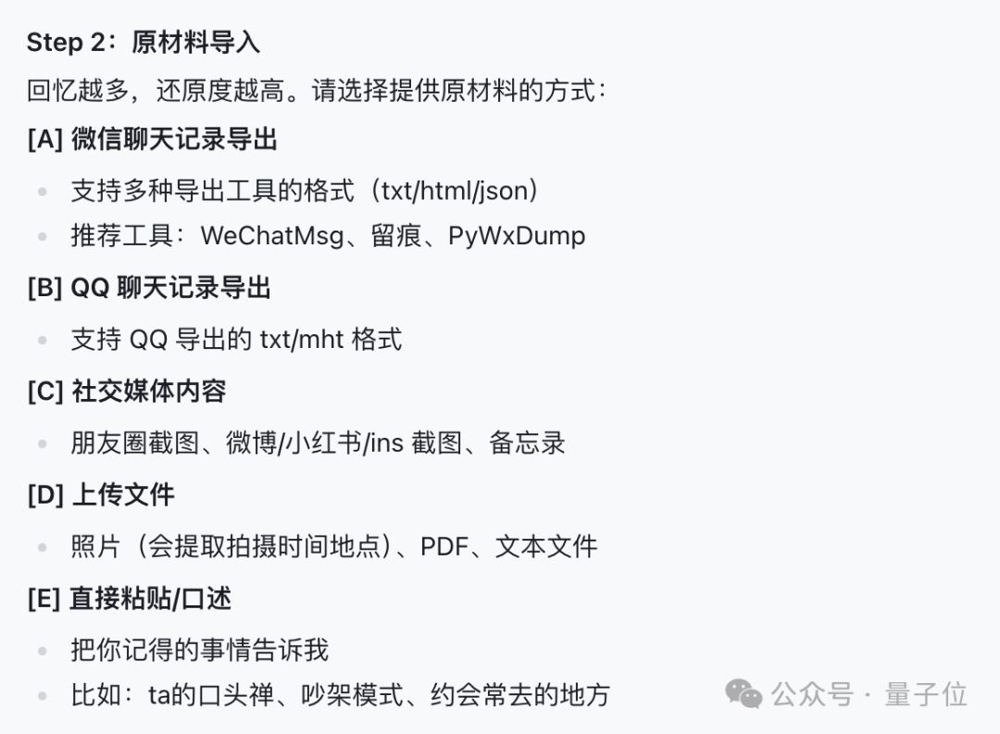 Step 2：原材料导入
回忆越多，还原度越高。请选择提供原材料的方式：
[A] 微信聊天记录导出
支持多种导出工具的格式（txt/html/json）
推荐工具：WeChatMsg、留痕、PyWxDump
[B] QQ 聊天记录导出
支持 QQ 导出的 txt/mht 格式
[C] 社交媒体内容
朋友圈截图、微博/小红书/ins 截图、备忘录
[D] 上传文件
照片（会提取拍摄时间地点）、PDF、文本文件
[E] 直接粘贴/口述
把你记得的事情告诉我
比如：ta的口头禅、吵架模式、约会常去的地方
公众号 · 量子位